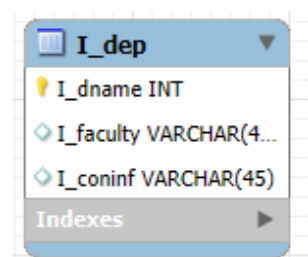 I_dep
I_dname INT
I_faculty VARCHAR(4...
I_coninf VARCHAR(45)
Indexes